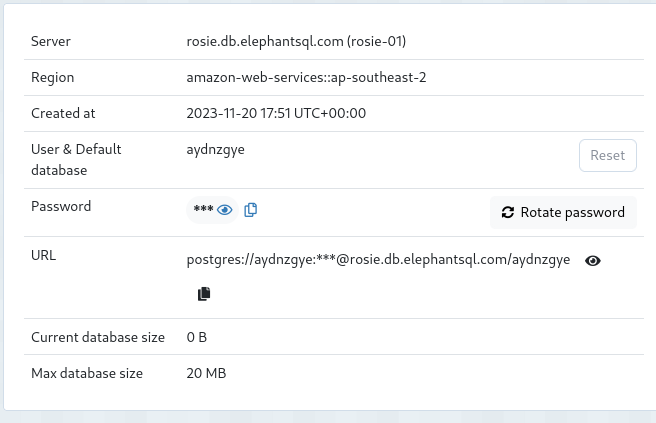 Server rosie.db.elephantsql.com (rosie-01)
Region amazon-web-services::ap-southeast-2
Created at 2023-11-20 17:51 UTC+00:00
User & Default database aydnzgye Reset
Password *** Rotate password
URL postgres://aydnzgye:***@rosie.db.elephantsql.com/aydnzgye
Current database size 0 B
Max database size 20 MB